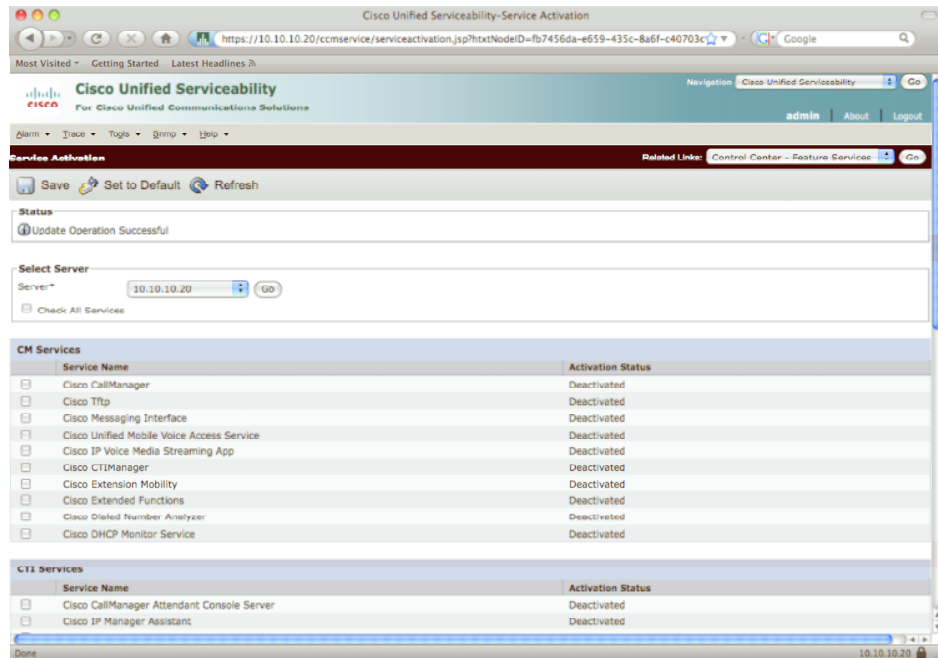 Cisco Unified Serviceability-Service Activation
https://10.10.10.20/ccmservice/serviceactivation.jsp?htxtNodeID=fb7456da-e659-435c-8a6f-c40703c
Google
Most Visited Getting Started Latest Headlines
Navigation Cisco Unified Serviceability Go
CISCO
Cisco Unified Serviceability
For Cisco Unified Communications Solutions
admin About Logout
Alarm Trace Tools Snmp Help
Service Activation
Related Links: Control Center - Feature Services Go
Save Set to Default Refresh
Status
Update Operation Successful
Select Server
Server* 10.10.10.20 Go
Check All Services
CM Services
Service Name Activation Status
Cisco CallManager Deactivated
Cisco Tftp Deactivated
Cisco Messaging Interface Deactivated
Cisco Unified Mobile Voice Access Service Deactivated
Cisco IP Voice Media Streaming App Deactivated
Cisco CTIManager Deactivated
Cisco Extension Mobility Deactivated
Cisco Extended Functions Deactivated
Cisco Dialed Number Analyzer Deactivated
Cisco DHCP Monitor Service Deactivated
CTI Services
Service Name Activation Status
Cisco CallManager Attendant Console Server Deactivated
Cisco IP Manager Assistant Deactivated
Done 10.10.10.20